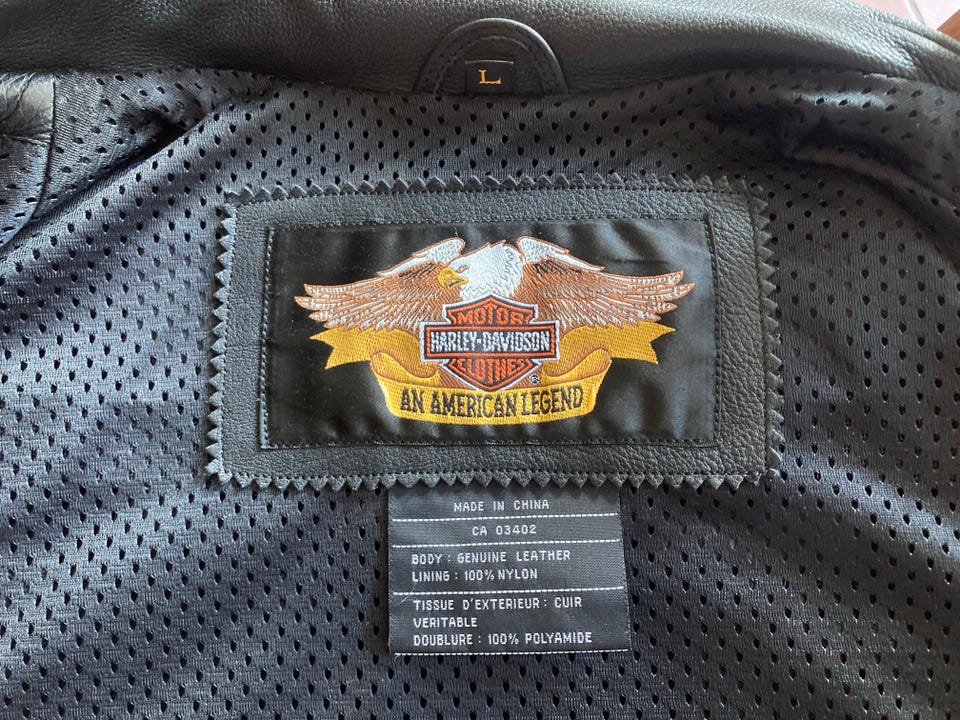 L
MOTOR
HARLEY-DAVIDSON
CLOTHES
®
AN AMERICAN LEGEND
MADE IN CHINA
CA 03402
BODY : GENUINE LEATHER
LINING : 100% NYLON
TISSUE D'EXTERIEUR : CUIR
VERITABLE
DOUBLURE : 100% POLYAMIDE